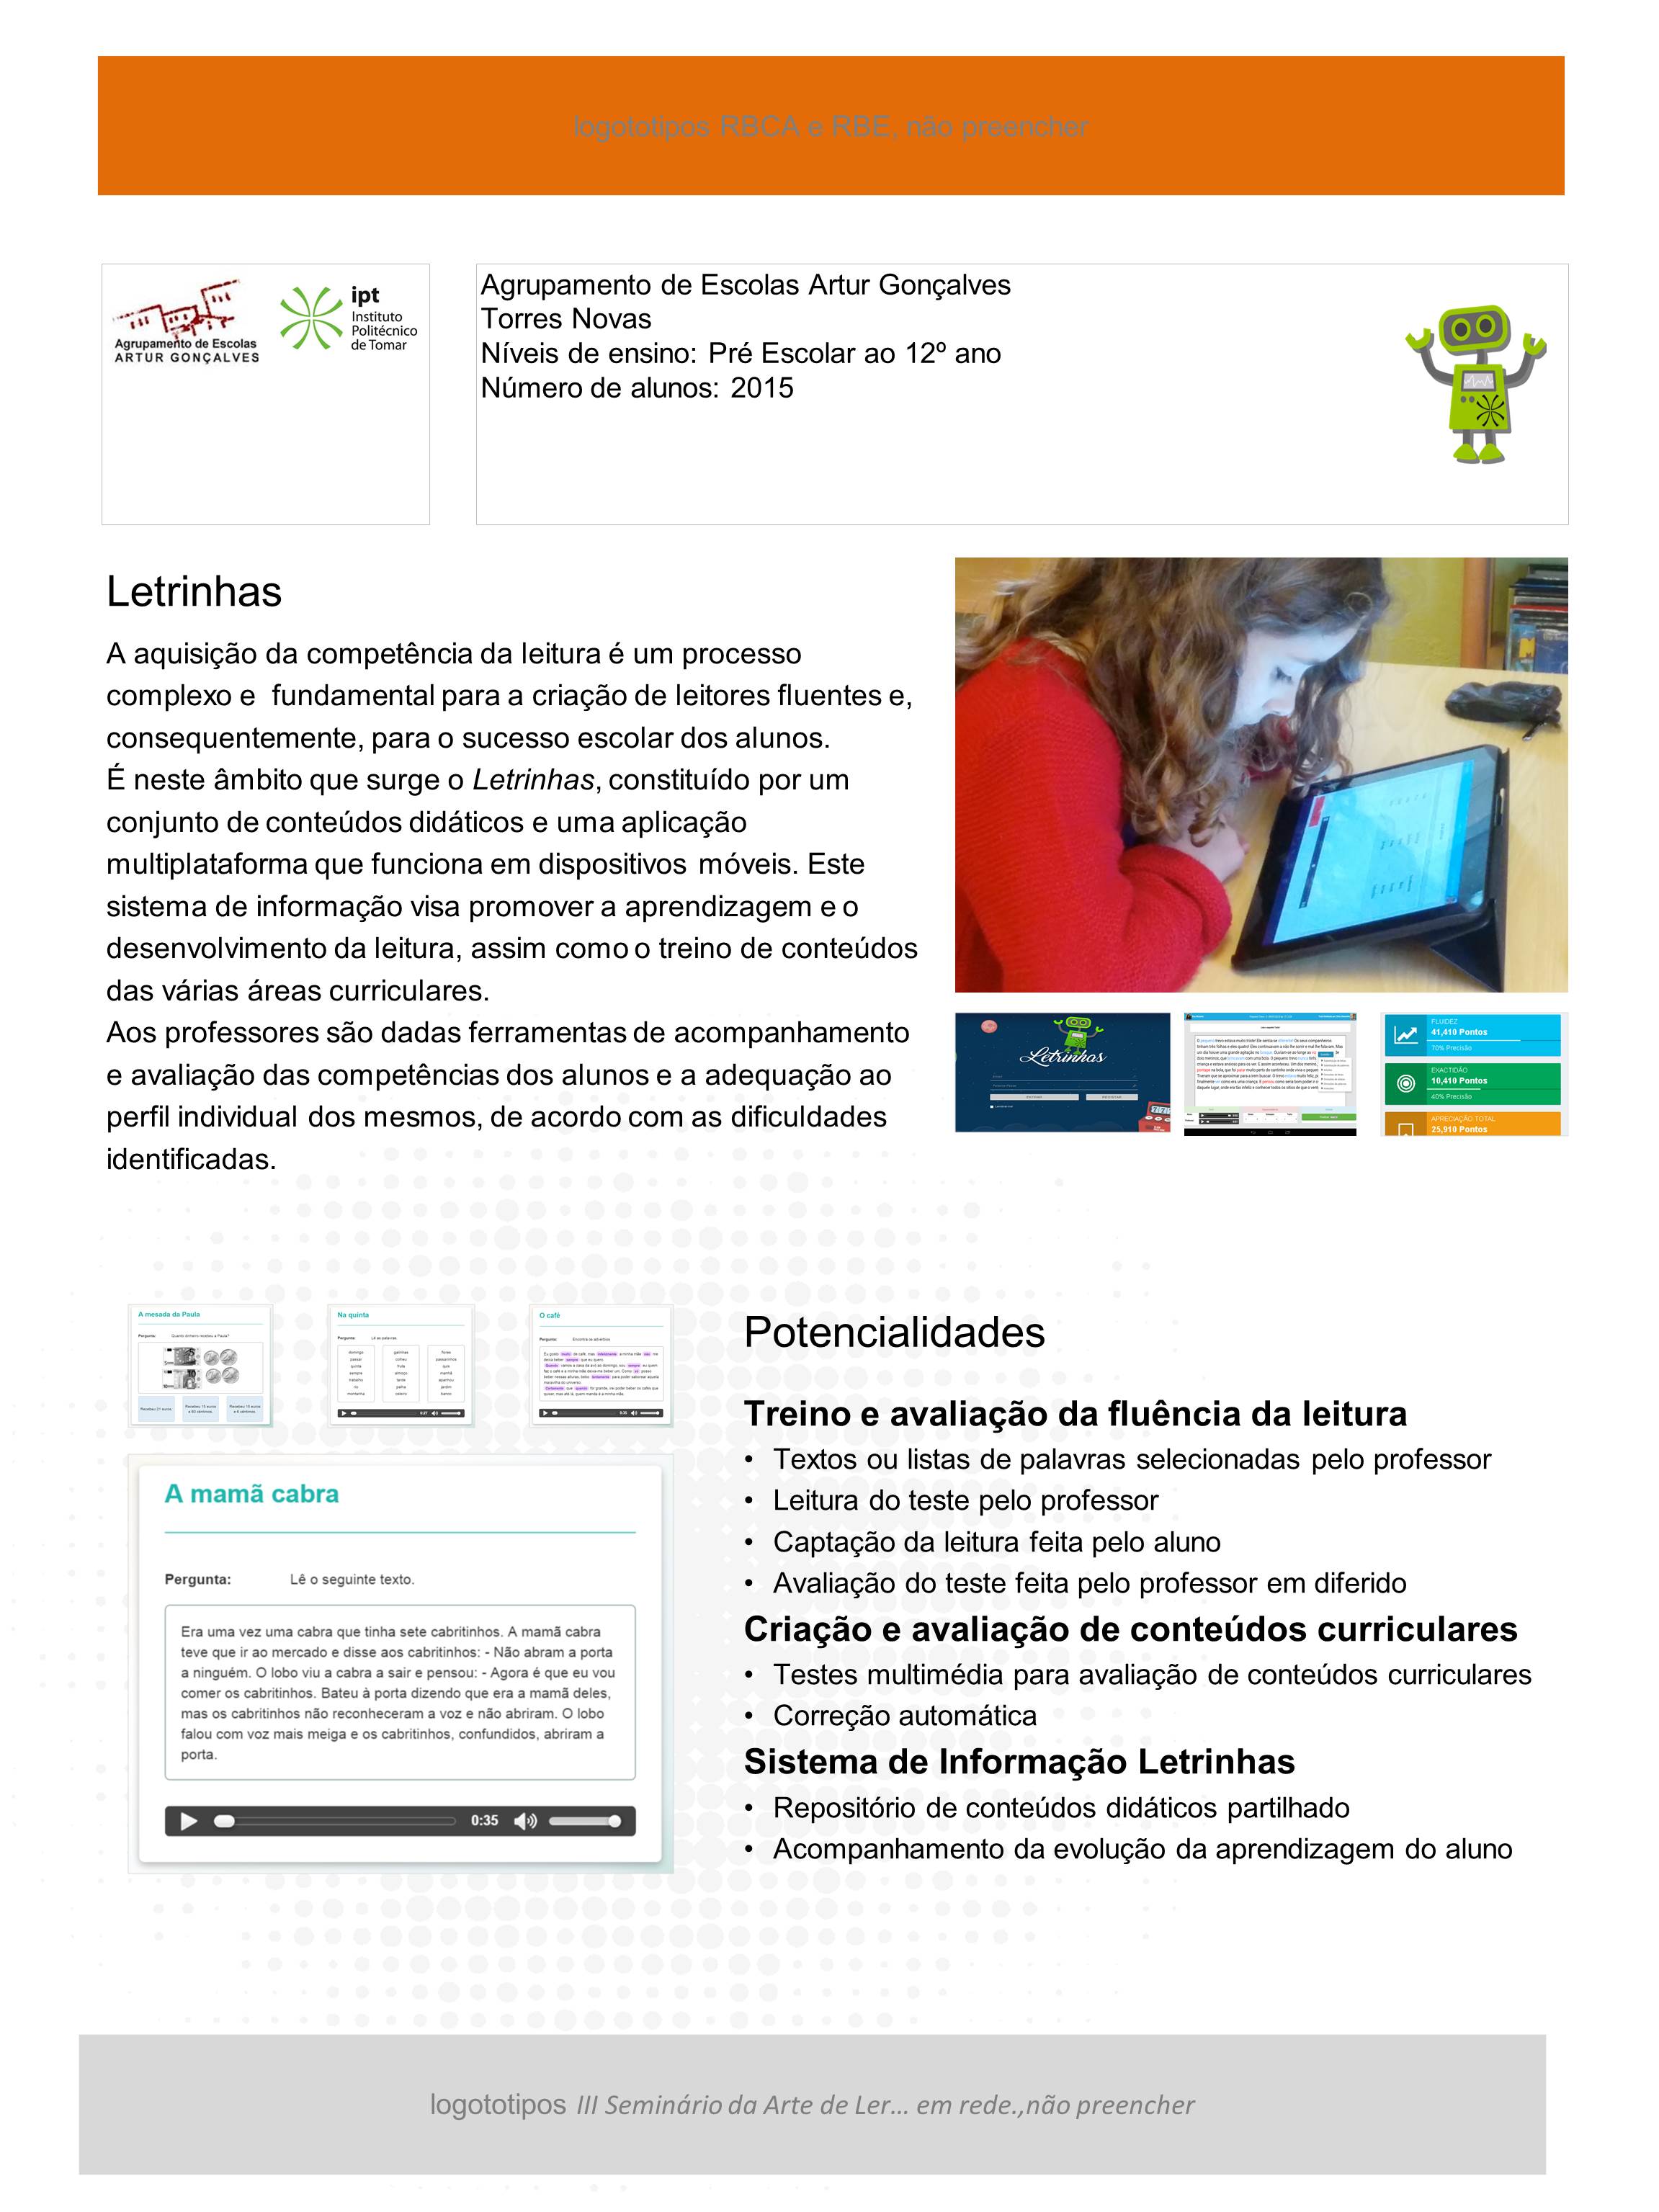 logototipos RBCA e RBE, não preencher
Agrupamento de Escolas
ARTUR GONÇALVES
ipt
Instituto
Politécnico
de Tomar
Agrupamento de Escolas Artur Gonçalves
Torres Novas
Níveis de ensino: Pré Escolar ao 12º ano
Número de alunos: 2015
Letrinhas
A aquisição da competência da leitura é um processo
complexo e fundamental para a criação de leitores fluentes e,
consequentemente, para o sucesso escolar dos alunos.
É neste âmbito que surge o Letrinhas, constituído por um
conjunto de conteúdos didáticos e uma aplicação
multiplataforma que funciona em dispositivos móveis. Este
sistema de informação visa promover a aprendizagem e o
desenvolvimento da leitura, assim como o treino de conteúdos
das várias áreas curriculares.
Aos professores são dadas ferramentas de acompanhamento
e avaliação das competências dos alunos e a adequação ao
perfil individual dos mesmos, de acordo com as dificuldades
identificadas.
Letrinhas
FLUIDEZ
41,410 Pontos
70% Precisão
EXACTIDÃO
10,410 Pontos
40% Precisão
APRECIAÇÃO TOTAL
25,910 Pontos
A mesada da Paula
Pergunta: Quanto dinheiro recebeu a Paula?
Na quinta
Pergunta: Lê as palavras.
O café
Pergunta: Encontra os advérbios
A mamã cabra
Pergunta: Lê o seguinte texto.
Era uma vez uma cabra que tinha sete cabritinhos. A mamã cabra
teve que ir ao mercado e disse aos cabritinhos: - Não abram a porta
a ninguém. O lobo viu a cabra a sair e pensou: - Agora é que eu vou
comer os cabritinhos. Bateu à porta dizendo que era a mamã deles,
mas os cabritinhos não reconheceram a voz e não abriram. O lobo
falou com voz mais meiga e os cabritinhos, confundidos, abriram a
porta.
0:35
Potencialidades
Treino e avaliação da fluência da leitura
• Textos ou listas de palavras selecionadas pelo professor
• Leitura do teste pelo professor
• Captação da leitura feita pelo aluno
• Avaliação do teste feita pelo professor em diferido
Criação e avaliação de conteúdos curriculares
• Testes multimédia para avaliação de conteúdos curriculares
• Correção automática
Sistema de Informação Letrinhas
• Repositório de conteúdos didáticos partilhado
• Acompanhamento da evolução da aprendizagem do aluno
logototipos III Seminário da Arte de Ler... em rede.,não preencher